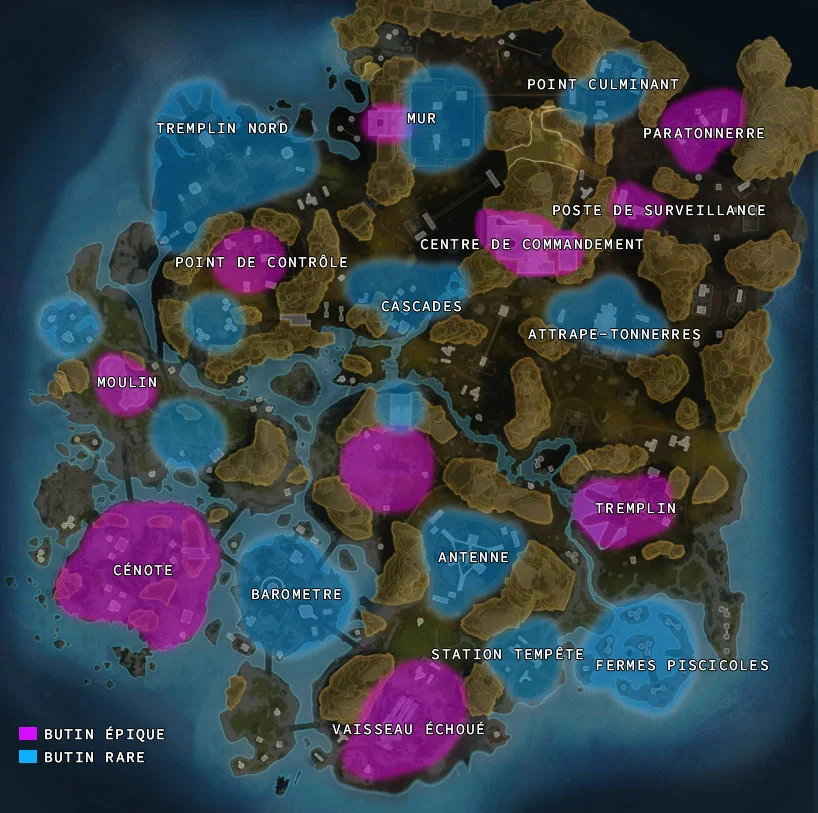 POINT CULMINANT
MUR
TREMPLIN NORD
PARATONNERRE
POSTE DE SURVEILLANCE
CENTRE DE COMMANDEMENT
POINT DE CONTRÔLE
CASCADES
ATTRAPE-TONNERRES
MOULIN
TREMPLIN
ANTENNE
CÉNOTE
BAROMETRE
STATION TEMPÊTE
FERMES PISCICOLES
VAISSEAU ÉCHOUÉ
BUTIN ÉPIQUE
BUTIN RARE